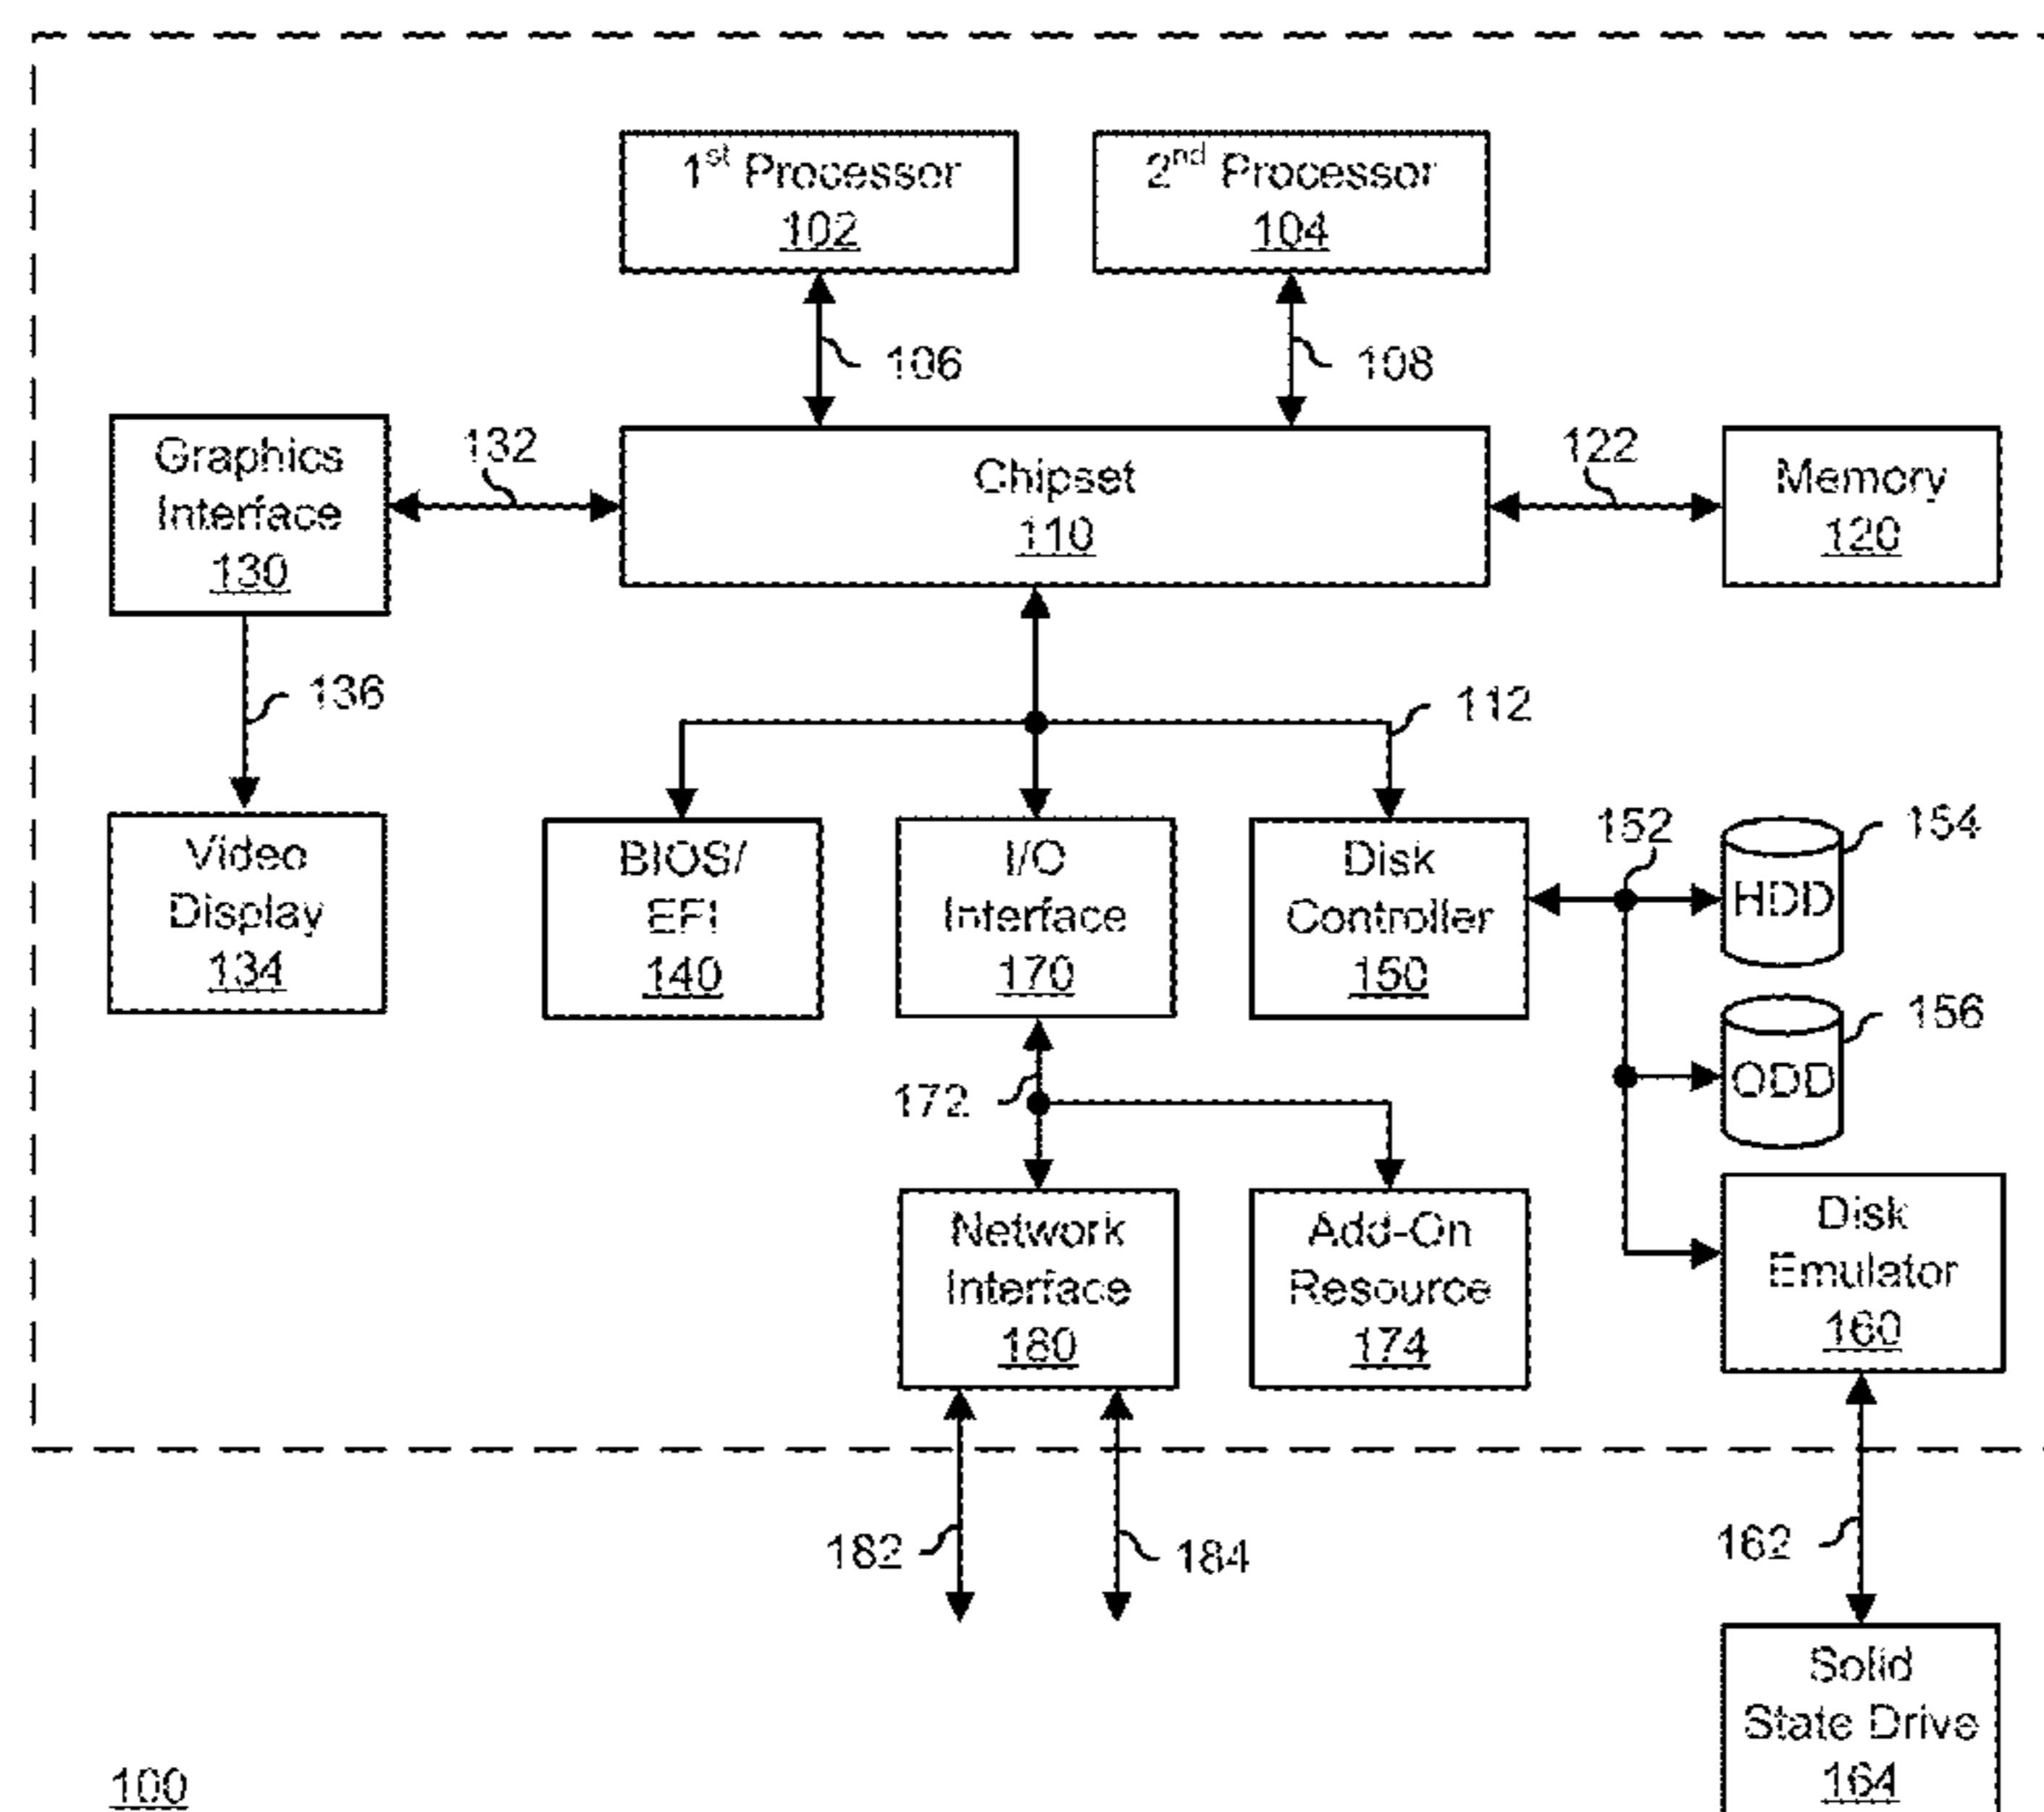 1st Processor
102
2nd Processor
104
106
108
Graphics
Interface
130
132
Chipset
110
122
Memory
120
136
112
Video
Display
134
BIOS/
EFI
140
I/O
Interface
170
Disk
Controller
150
152
HDD
154
ODD
156
172
Network
Interface
180
Add-On
Resource
174
Disk
Emulator
160
182
184
162
Solid
State Drive
164
100